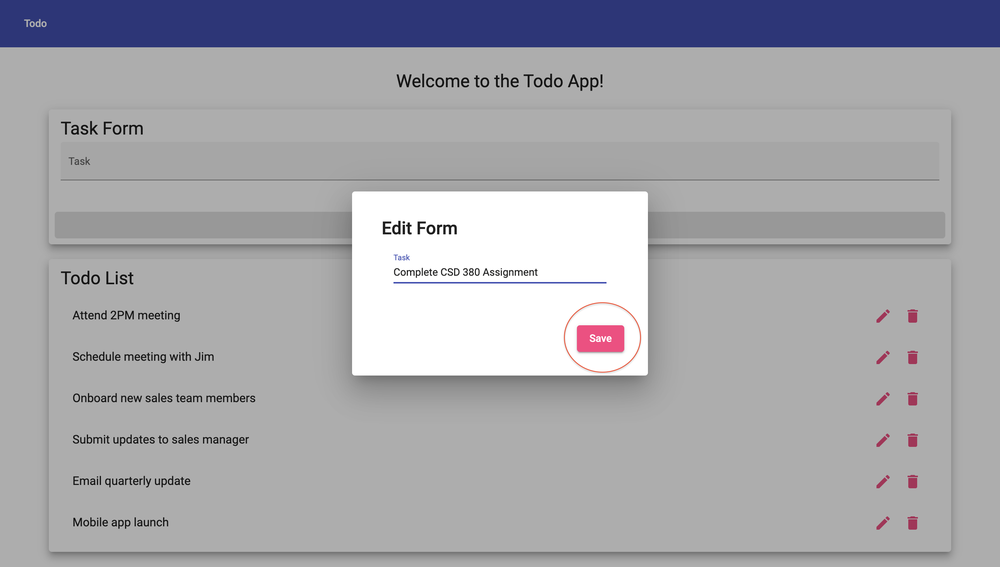 Todo
Welcome to the Todo App!
Task Form
Task
Edit Form
Task
Complete CSD 380 Assignment
Save
Todo List
Attend 2PM meeting
Schedule meeting with Jim
Onboard new sales team members
Submit updates to sales manager
Email quarterly update
Mobile app launch